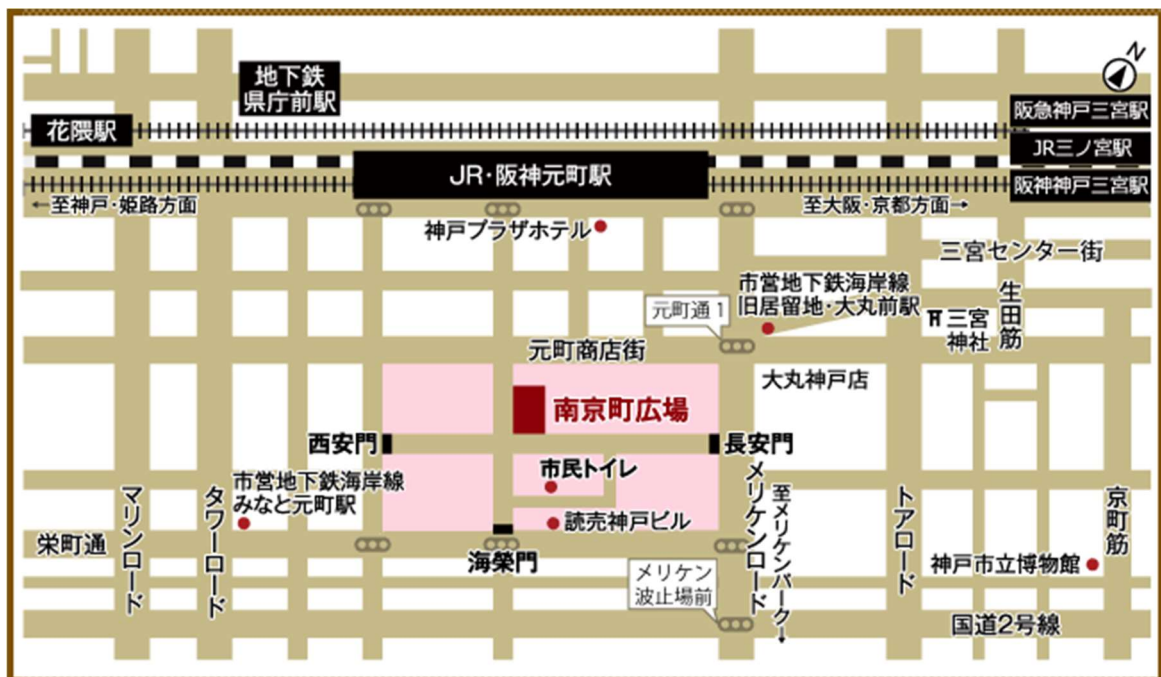 N
地下鉄
県庁前駅
阪急神戸三宮駅
花隈駅
JR三ノ宮駅
JR・阪神元町駅
阪神神戸三宮駅
←至神戸・姫路方面
至大阪・京都方面→
神戸プラザホテル
三宮センター街
市営地下鉄海岸線
旧居留地・大丸前駅
生田筋
元町通1
三宮
神社
元町商店街
大丸神戸店
南京町広場
西安門
長安門
市民トイレ
市営地下鉄海岸線
みなと元町駅
読売神戸ビル
マリンロード
タワーロード
メリケンロード
至メリケンパーク→
トアロード
京町筋
栄町通
海榮門
神戸市立博物館
メリケン
波止場前
国道2号線